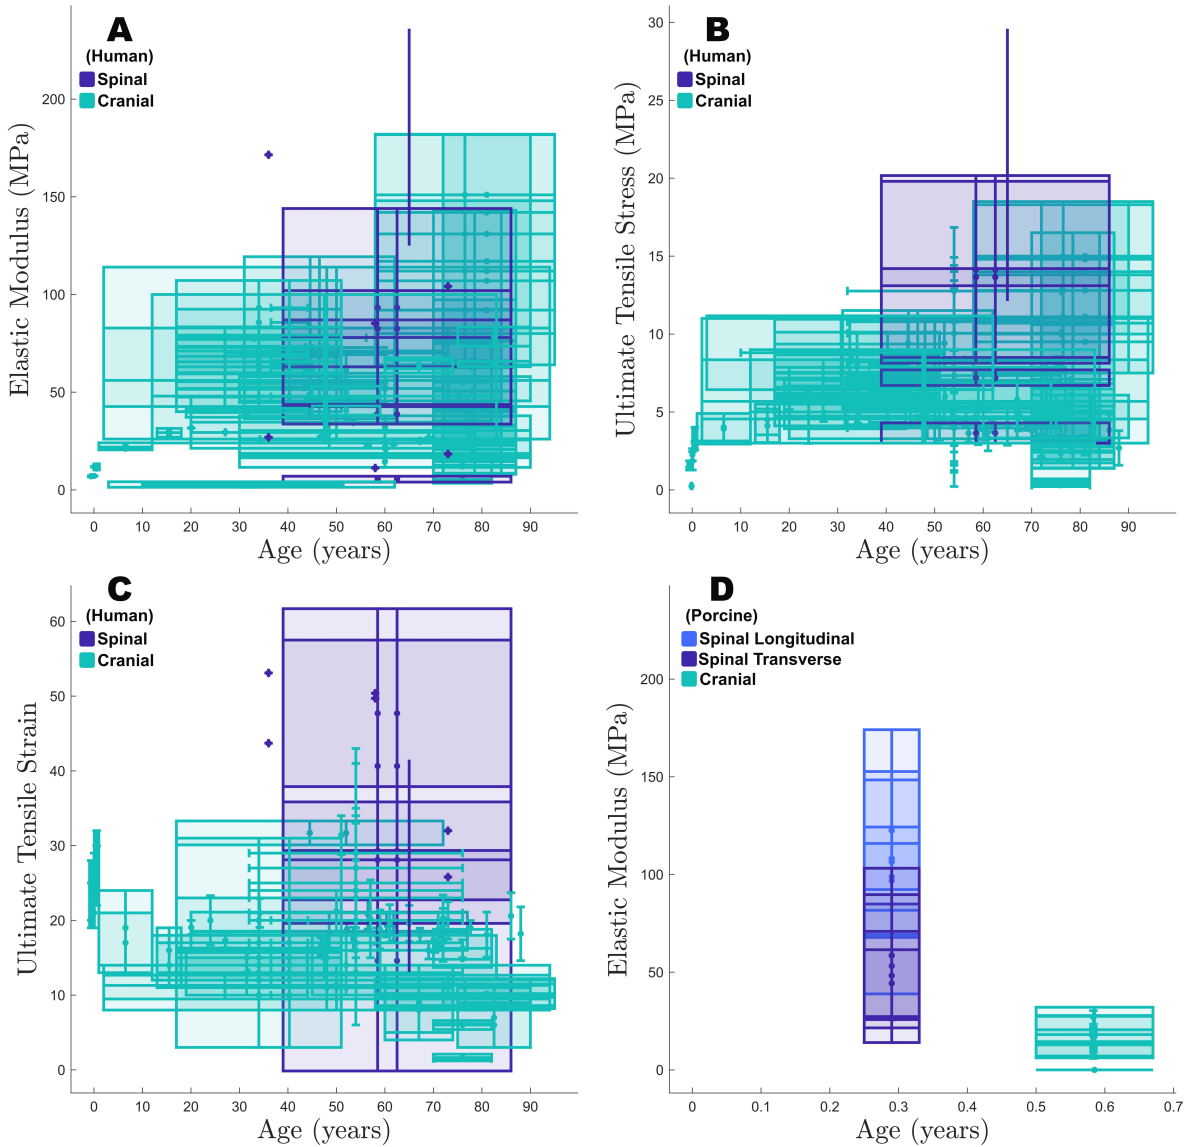 A
(Human)
Spinal
Cranial
200
150
100
50
0
0 10 20 30 40 50 60 70 80 90
Age (years)
Elastic Modulus (MPa)
B
(Human)
Spinal
Cranial
30
25
20
15
10
5
0
0 10 20 30 40 50 60 70 80 90
Age (years)
Ultimate Tensile Stress (MPa)
C
(Human)
Spinal
Cranial
60
50
40
30
20
10
0
0 10 20 30 40 50 60 70 80 90
Age (years)
Ultimate Tensile Strain
D
(Porcine)
Spinal Longitudinal
Spinal Transverse
Cranial
200
150
100
50
0
0 0.1 0.2 0.3 0.4 0.5 0.6 0.7
Age (years)
Elastic Modulus (MPa)